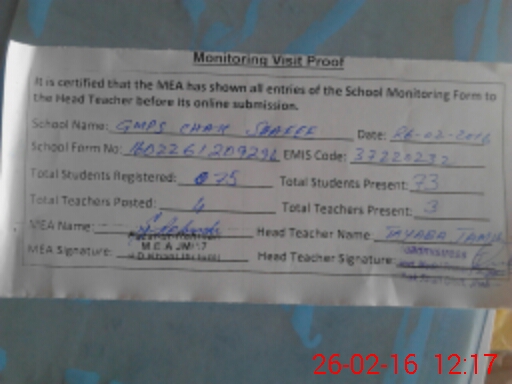 Monitoring Visit Proof
It is certified that the MEA has shown all entries of the School Monitoring Form to
the Head Teacher before its online submission.
School Name: GMPS CHAK SHAREEF Date: 26-02-2016
School Form No: EMIS Code: 37220232
Total Students Registered: 75 Total Students Present: 73
Total Teachers Posted: 4 Total Teachers Present: 3
MEA Name: Head Teacher Name TAYABA
MEA Signature: M.E.A Head Teacher Signature:
26-02-16 12:17